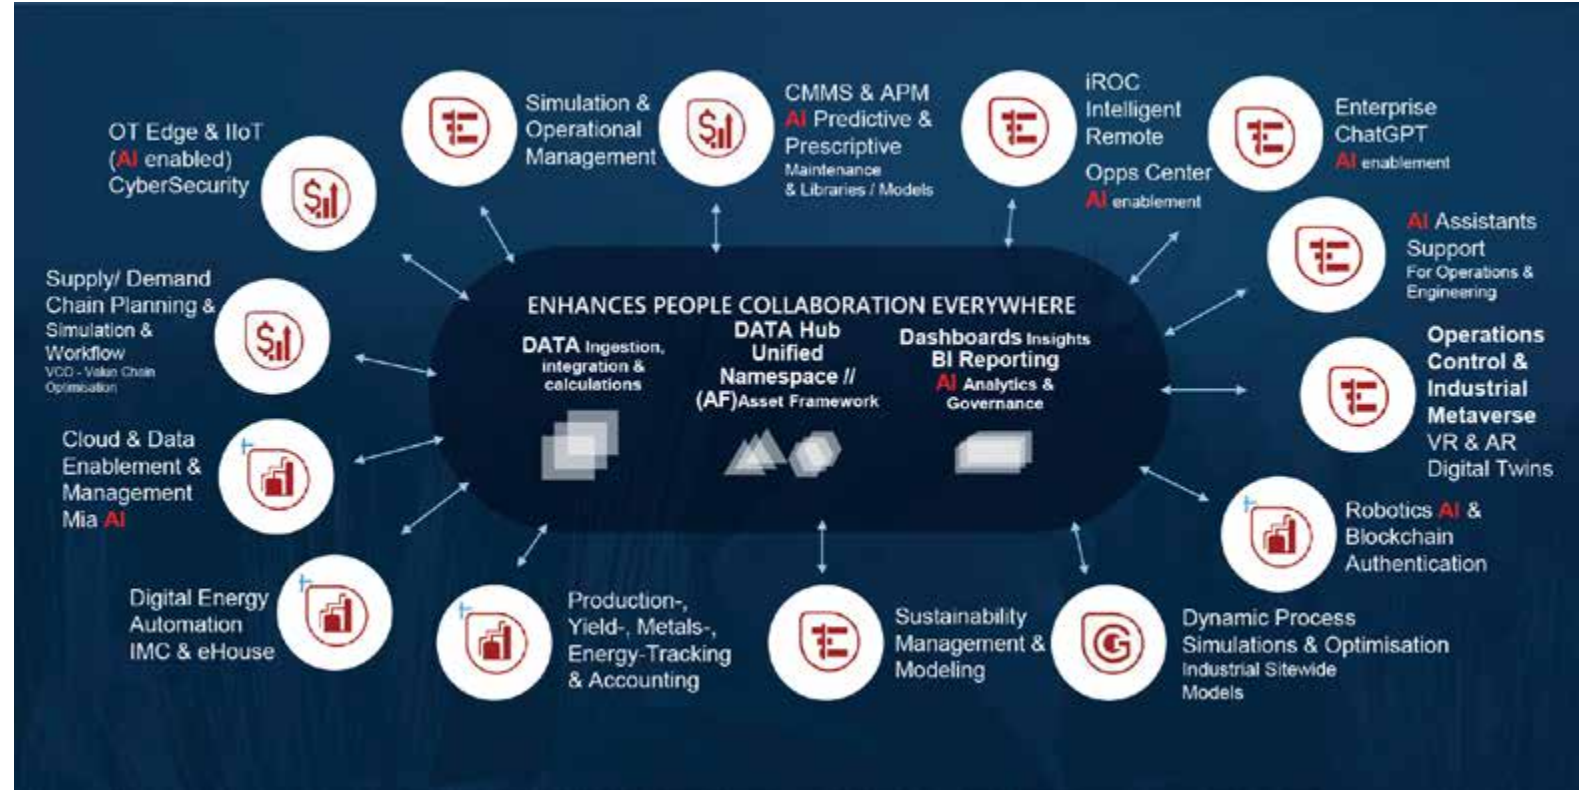 OT Edge & IIoT
(AI enabled)
CyberSecurity
Simulation &
Operational
Management
CMMS & APM
AI Predictive &
Prescriptive
Maintenance
& Libraries / Models
iROC
Intelligent
Remote
Opps Center
AI enablement
Enterprise
ChatGPT
AI enablement
AI Assistants
Support
For Operations &
Engineering
Supply/ Demand
Chain Planning &
Simulation &
Workflow
VCO - Value Chain
Optimisation
ENHANCES PEOPLE COLLABORATION EVERYWHERE
DATA Ingestion,
integration &
calculations
DATA Hub
Unified
Namespace //
(AF)Asset Framework
Dashboards Insights
BI Reporting
AI Analytics &
Governance
Operations
Control &
Industrial
Metaverse
VR & AR
Digital Twins
Cloud & Data
Enablement &
Management
Mia AI
Robotics AI &
Blockchain
Authentication
Digital Energy
Automation
IMC & eHouse
Production-,
Yield-, Metals-,
Energy-Tracking
& Accounting
Sustainability
Management &
Modeling
Dynamic Process
Simulations & Optimisation
Industrial Sitewide
Models